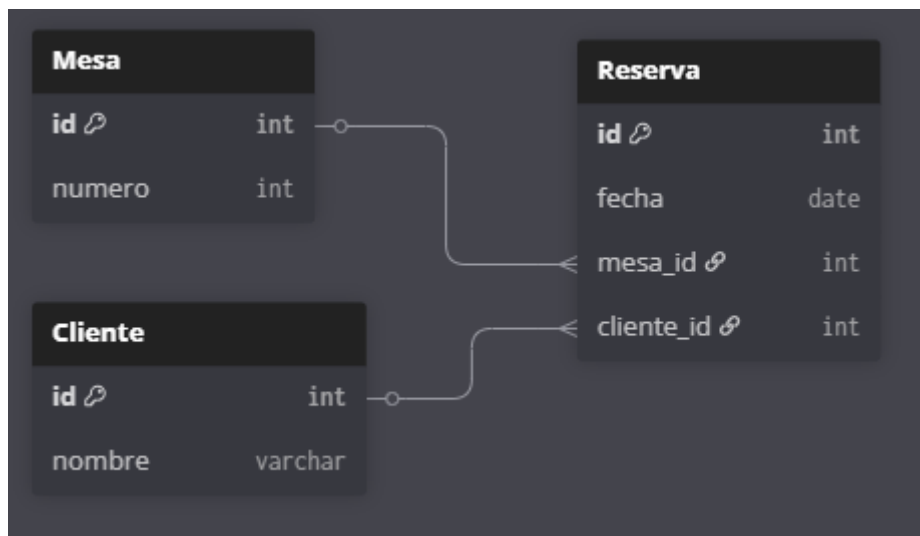 Mesa
id int
numero int
Reserva
id int
fecha date
mesa_id int
cliente_id int
Cliente
id int
nombre varchar